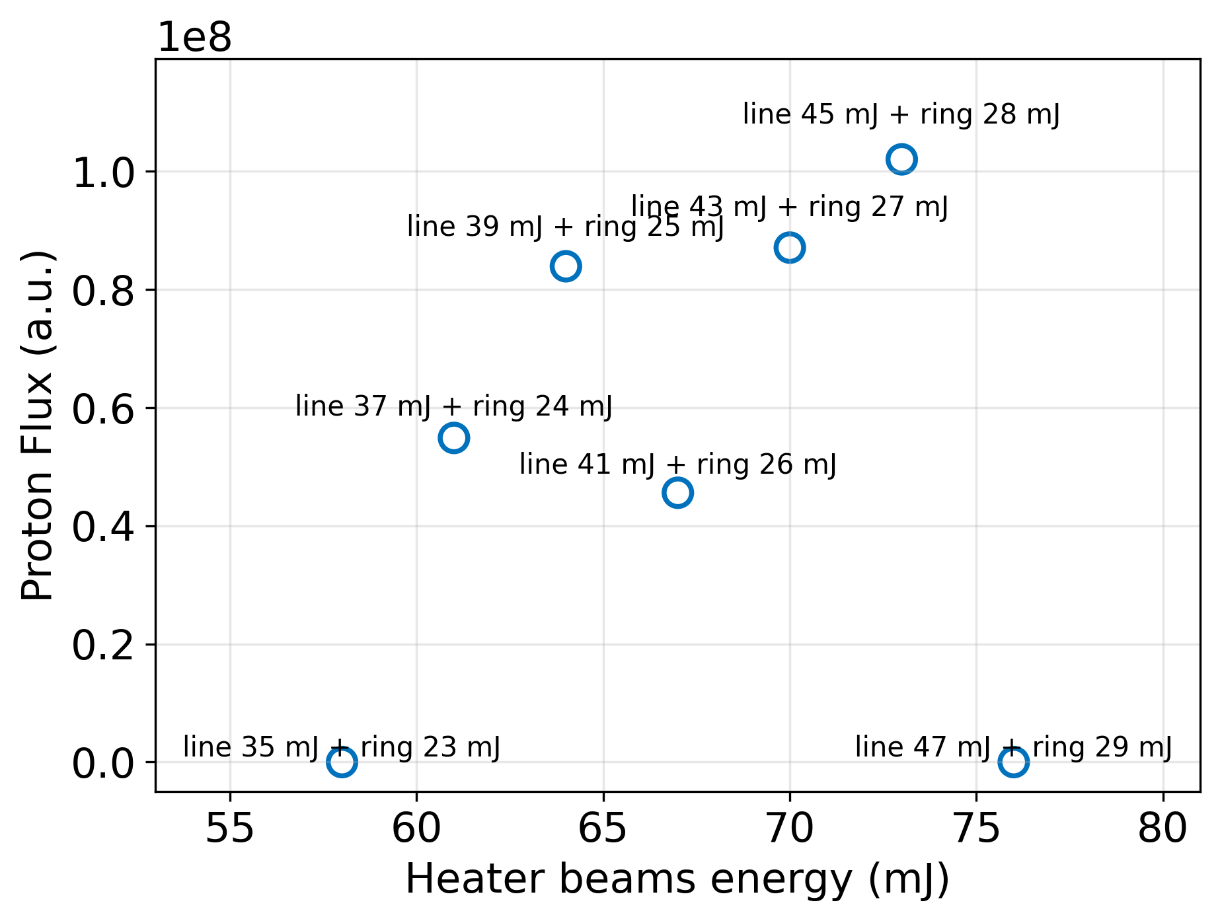 1e8
line 45 mJ + ring 28 mJ
1.0
line 43 mJ + ring 27 mJ
line 39 mJ + ring 25 mJ
0.8
line 37 mJ + ring 24 mJ
0.6
line 41 mJ + ring 26 mJ
0.4
0.2
line 35 mJ + ring 23 mJ
line 47 mJ + ring 29 mJ
0.0
55 60 65 70 75 80
Heater beams energy (mJ)
Proton Flux (a.u.)